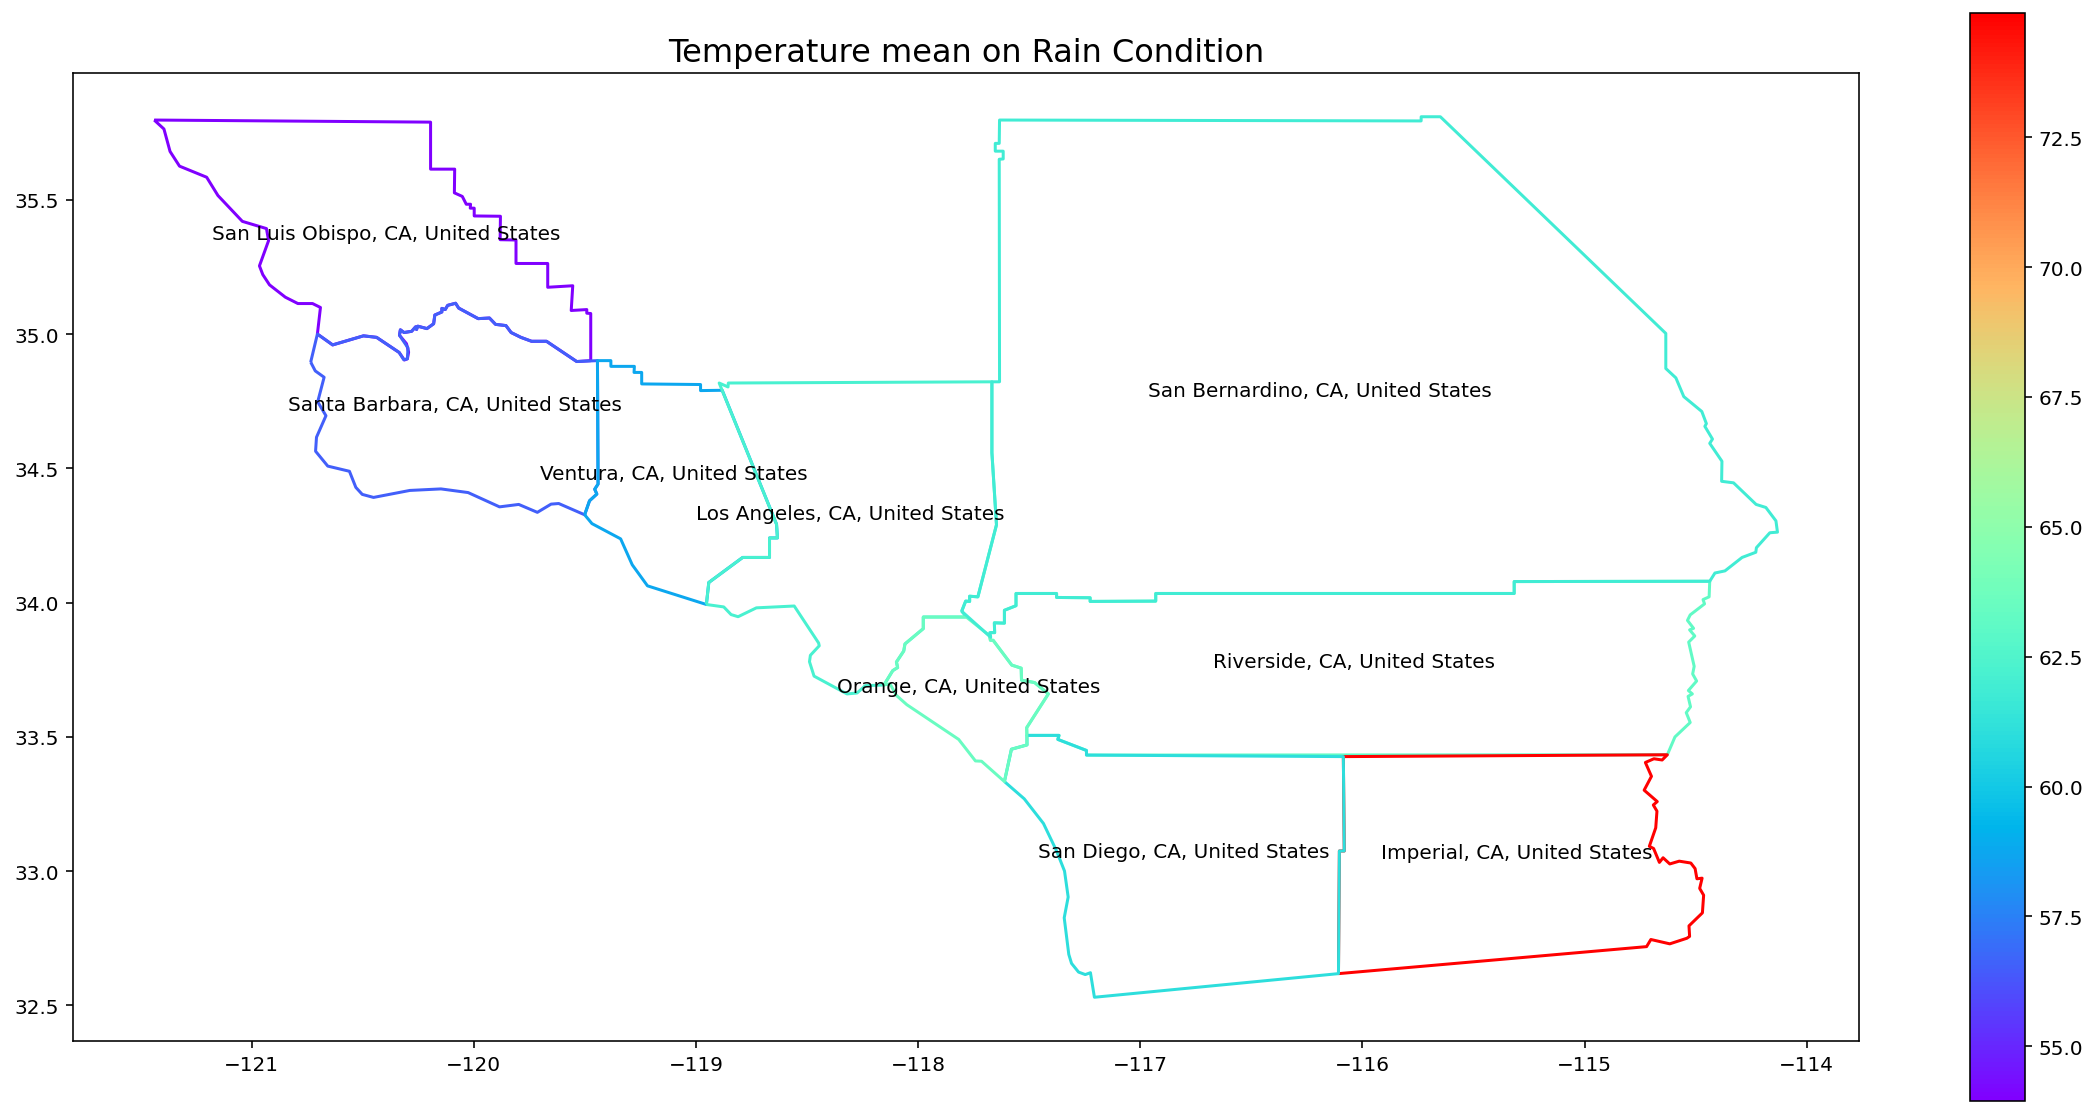 Temperature mean on Rain Condition
72.5
35.5
San Luis Obispo, CA, United States
70.0
35.0
San Bernardino, CA, United States
67.5
Santa Barbara, CA, United States
34.5
Ventura, CA, United States
Los Angeles, CA, United States
65.0
34.0
Riverside, CA, United States
62.5
Orange, CA, United States
33.5
60.0
San Diego, CA, United States
Imperial, CA, United States
33.0
57.5
32.5
55.0
−121 −120 −119 −118 −117 −116 −115 −114